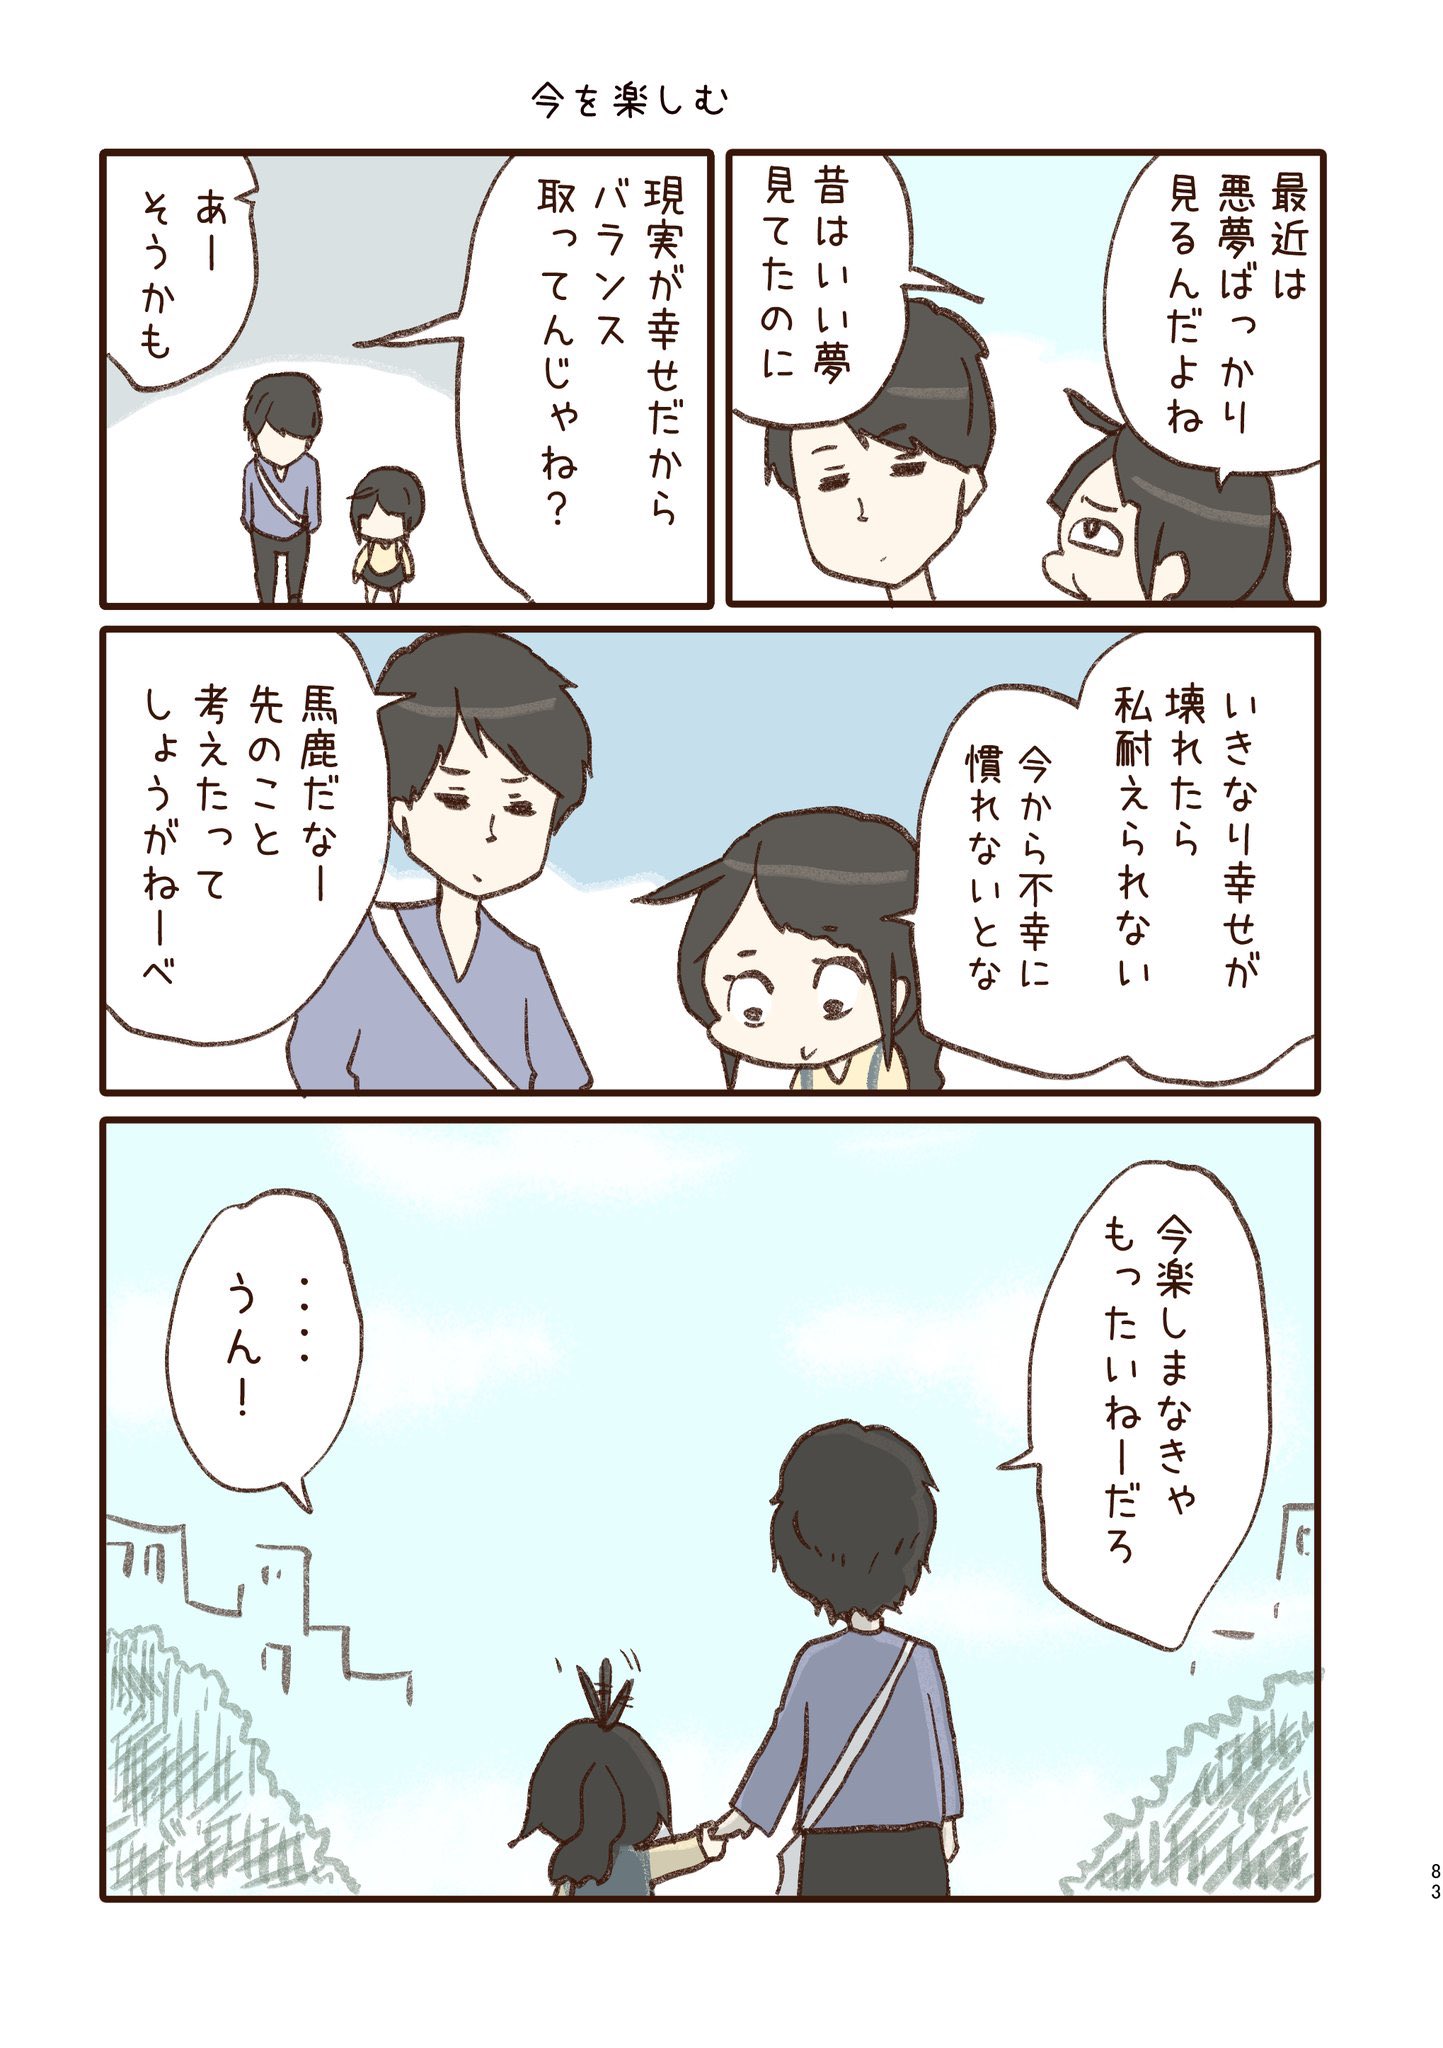 今を楽しむ
最近は
悪夢ばっかり
見るんだよね
昔はいい夢
見てたのに
現実が幸せだから
バランス
取ってんじゃね?
あー
そうかも
いきなり幸せが
壊れたら
私耐えられない
今から不幸に
慣れないとな
馬鹿だなー
先のこと
考えたって
しょうがねーべ
今楽しまなきゃ
もったいねーだろ
・・・・
うん!
83